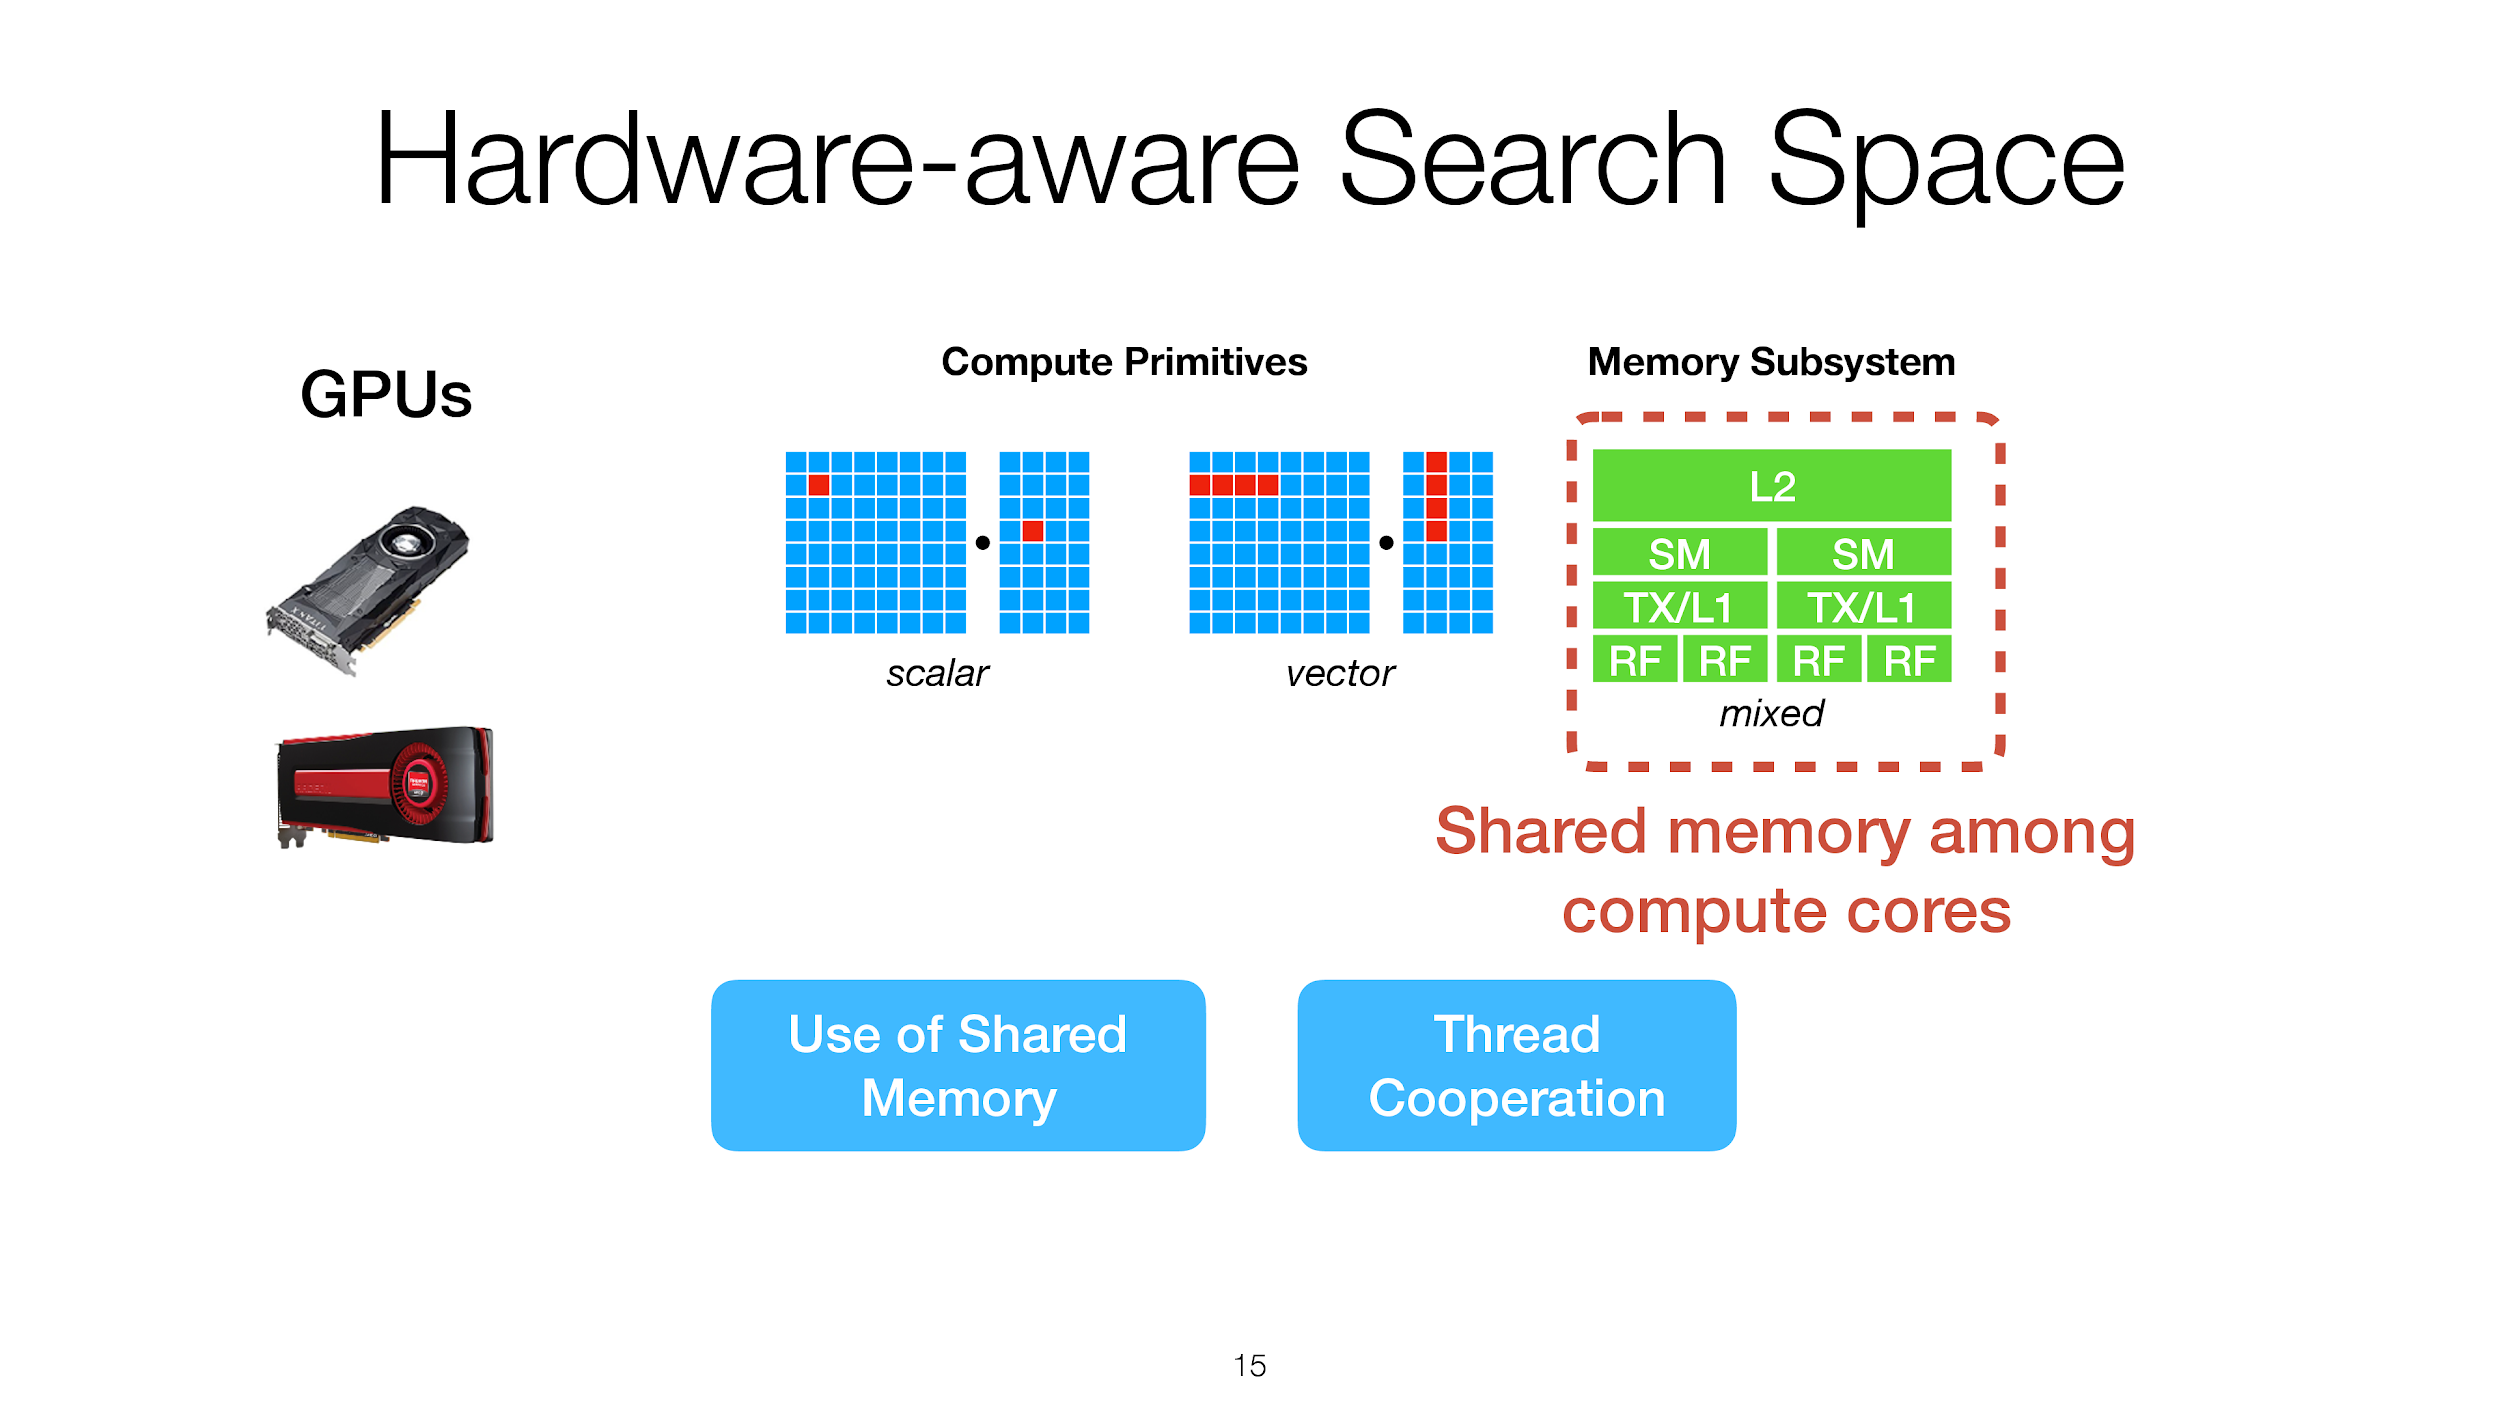 Hardware-aware Search Space
GPUs
Compute Primitives
Memory Subsystem
scalar
vector
L2
SM SM
TX/L1 TX/L1
RF RF RF RF
mixed
Shared memory among
compute cores
Use of Shared
Memory
Thread
Cooperation
15
TITAN X